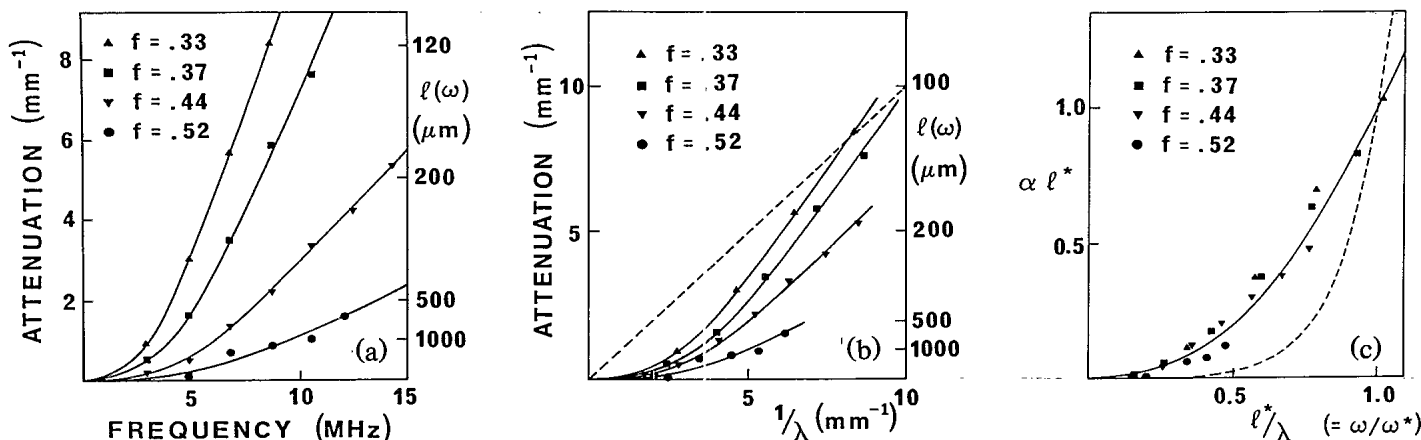 ATTENUATION (mm⁻¹)
8
6
4
2
▲ f = .33
■ f = .37
▼ f = .44
● f = .52
120
ℓ(ω)
(μm)
200
500
1000
(a)
5
10
15
FREQUENCY (MHz)
ATTENUATION (mm⁻¹)
10
5
▲ f = .33
■ f = .37
▼ f = .44
● f = .52
100
ℓ(ω)
(μm)
200
500
1000
(b)
5
10
1/λ (mm⁻¹)
α ℓ*
1.0
0.5
▲ f = .33
■ f = .37
▼ f = .44
● f = .52
(c)
0.5
1.0
ℓ*/λ (= ω/ω*)